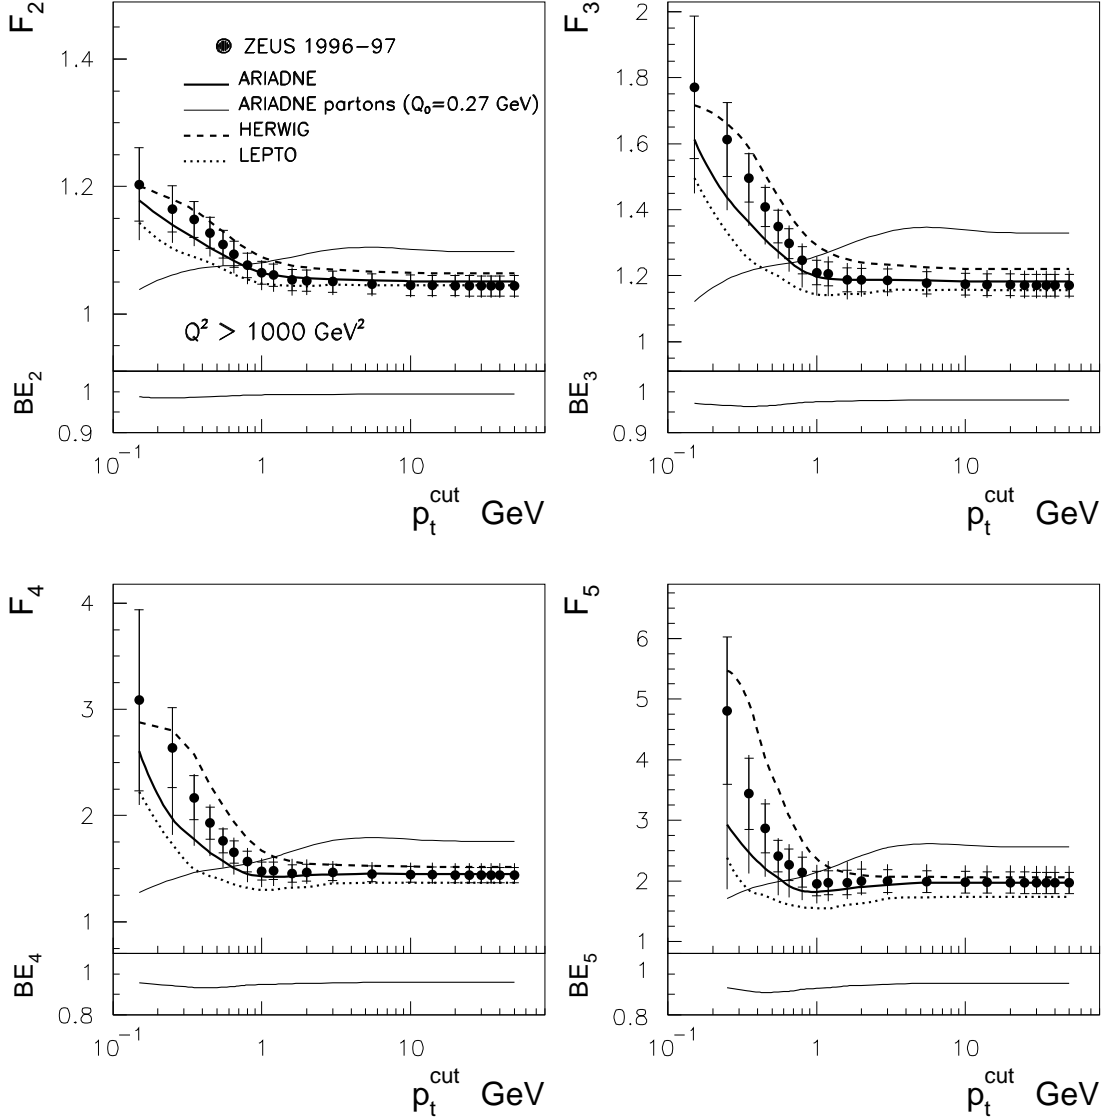 F2
1.4
1.2
1
ZEUS 1996-97
ARIADNE
ARIADNE partons (Q0=0.27 GeV)
HERWIG
LEPTO
Q² > 1000 GeV²
BE2
1
0.9
10⁻¹ 1 10
p_t^cut GeV
F3
2
1.8
1.6
1.4
1.2
1
BE3
1
0.9
10⁻¹ 1 10
p_t^cut GeV
F4
4
3
2
1
BE4
1
0.8
10⁻¹ 1 10
p_t^cut GeV
F5
6
5
4
3
2
1
BE5
1
0.8
10⁻¹ 1 10
p_t^cut GeV